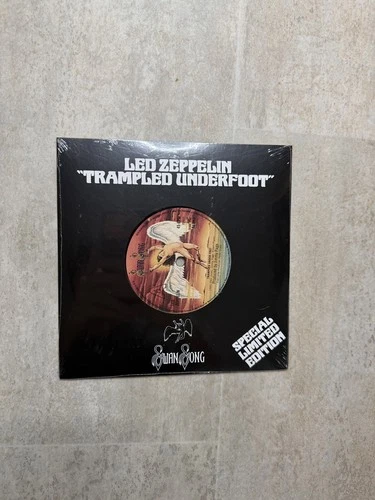 LED ZEPPELIN
"TRAMPLED UNDERFOOT"
Swan Song
SPECIAL
LIMITED
EDITION